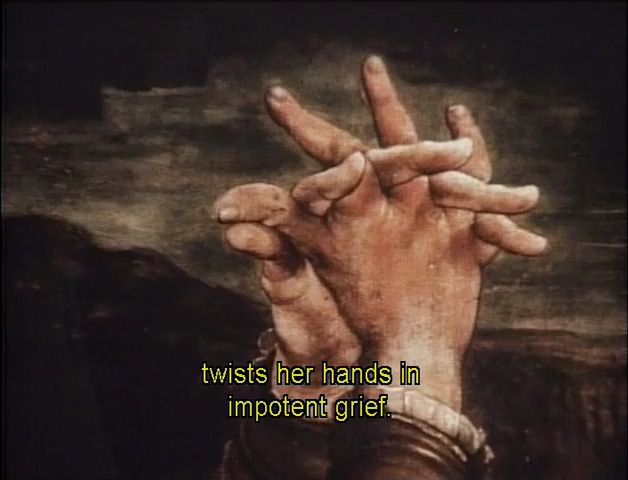 twists her hands in
impotent grief.